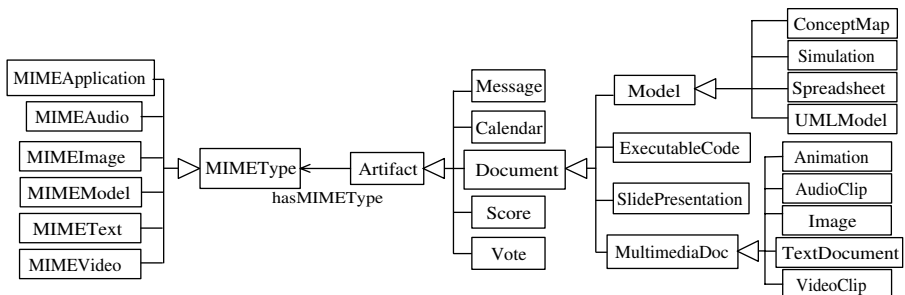 MIMEApplication
MIMEAudio
MIMEImage
MIMEModel
MIMEText
MIMEVideo
MIMEType
hasMIMEType
Artifact
Message
Calendar
Document
Score
Vote
Model
ExecutableCode
SlidePresentation
MultimediaDoc
ConceptMap
Simulation
Spreadsheet
UMLModel
Animation
AudioClip
Image
TextDocument
VideoClip